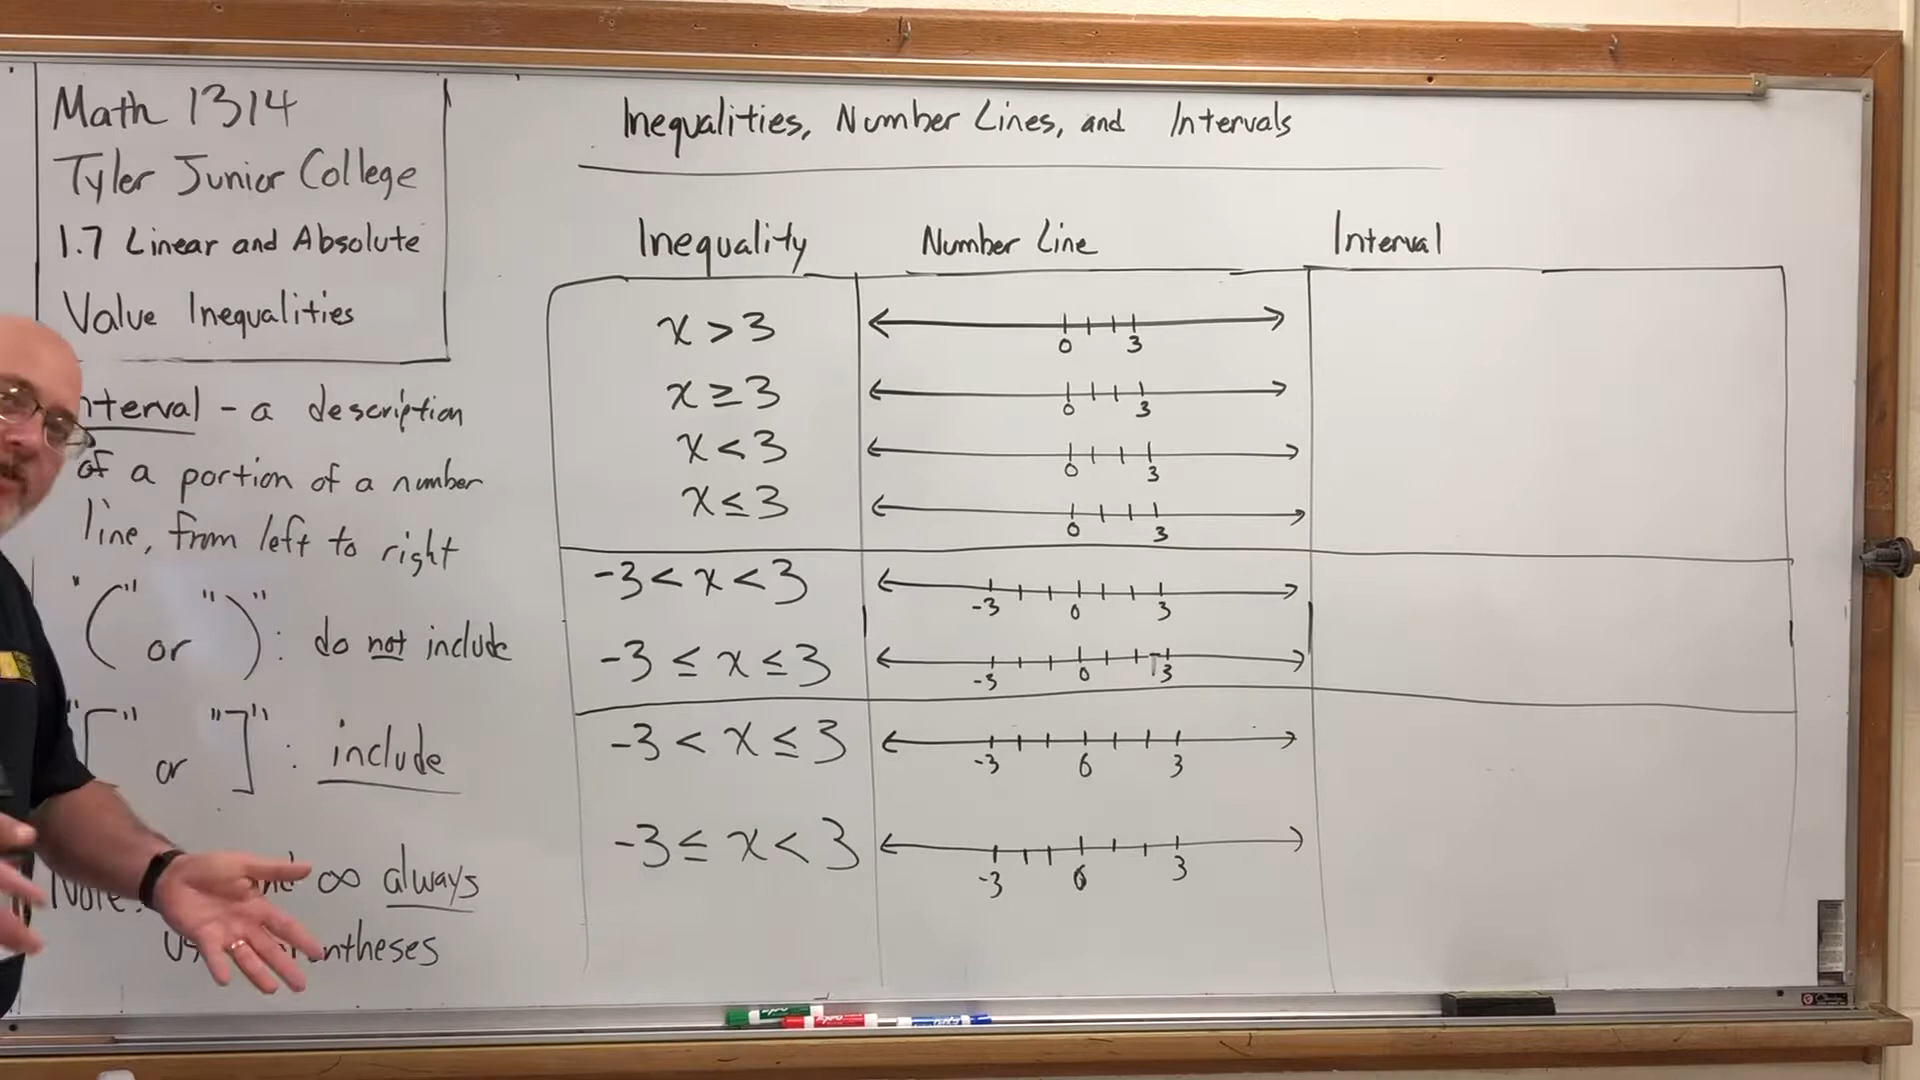 Math 1314
Tyler Junior College
1.7 Linear and Absolute
Value Inequalities
nterval - a description
of a portion of a number
line, from left to right
"(" or ")" : do not include
"[" or "]" : include
Note: ∞ always
parentheses
Inequalities, Number Lines, and Intervals
Inequality Number Line Interval
x > 3 0 3
x ≥ 3 0 3
x < 3 0 3
x ≤ 3 0 3
-3 < x < 3 -3 0 3
-3 ≤ x ≤ 3 -3 0 3
-3 < x ≤ 3 -3 0 3
-3 ≤ x < 3 -3 0 3